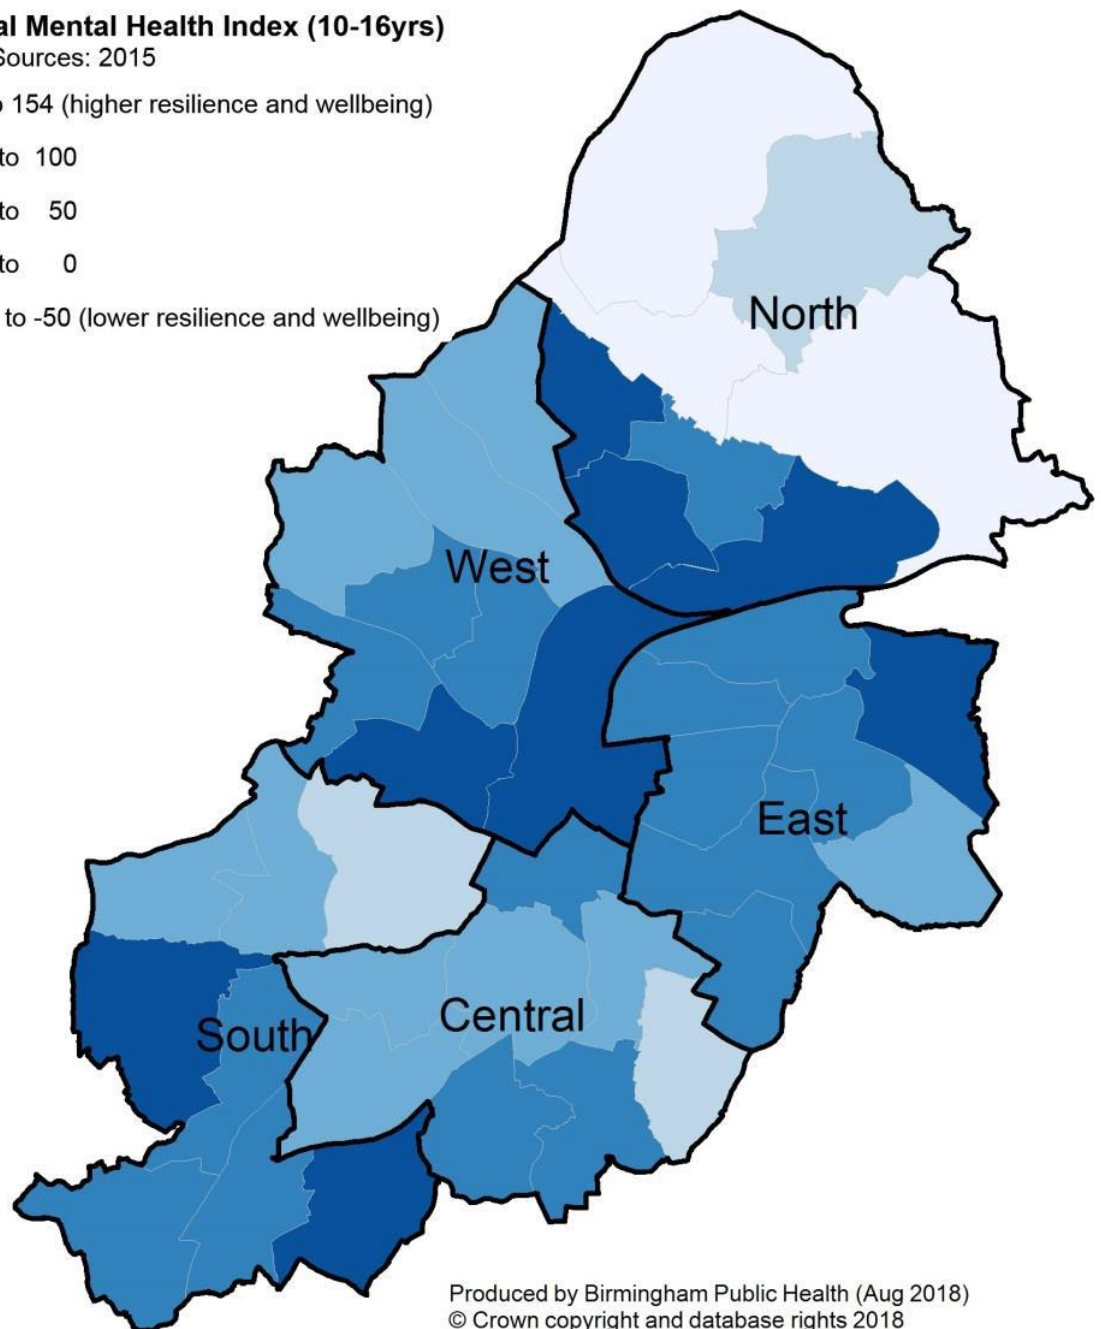 al Mental Health Index (10-16yrs)
Sources: 2015
154 (higher resilience and wellbeing)
to 100
to 50
to 0
to -50 (lower resilience and wellbeing)
North
West
East
Central
South
Produced by Birmingham Public Health (Aug 2018)
© Crown copyright and database rights 2018